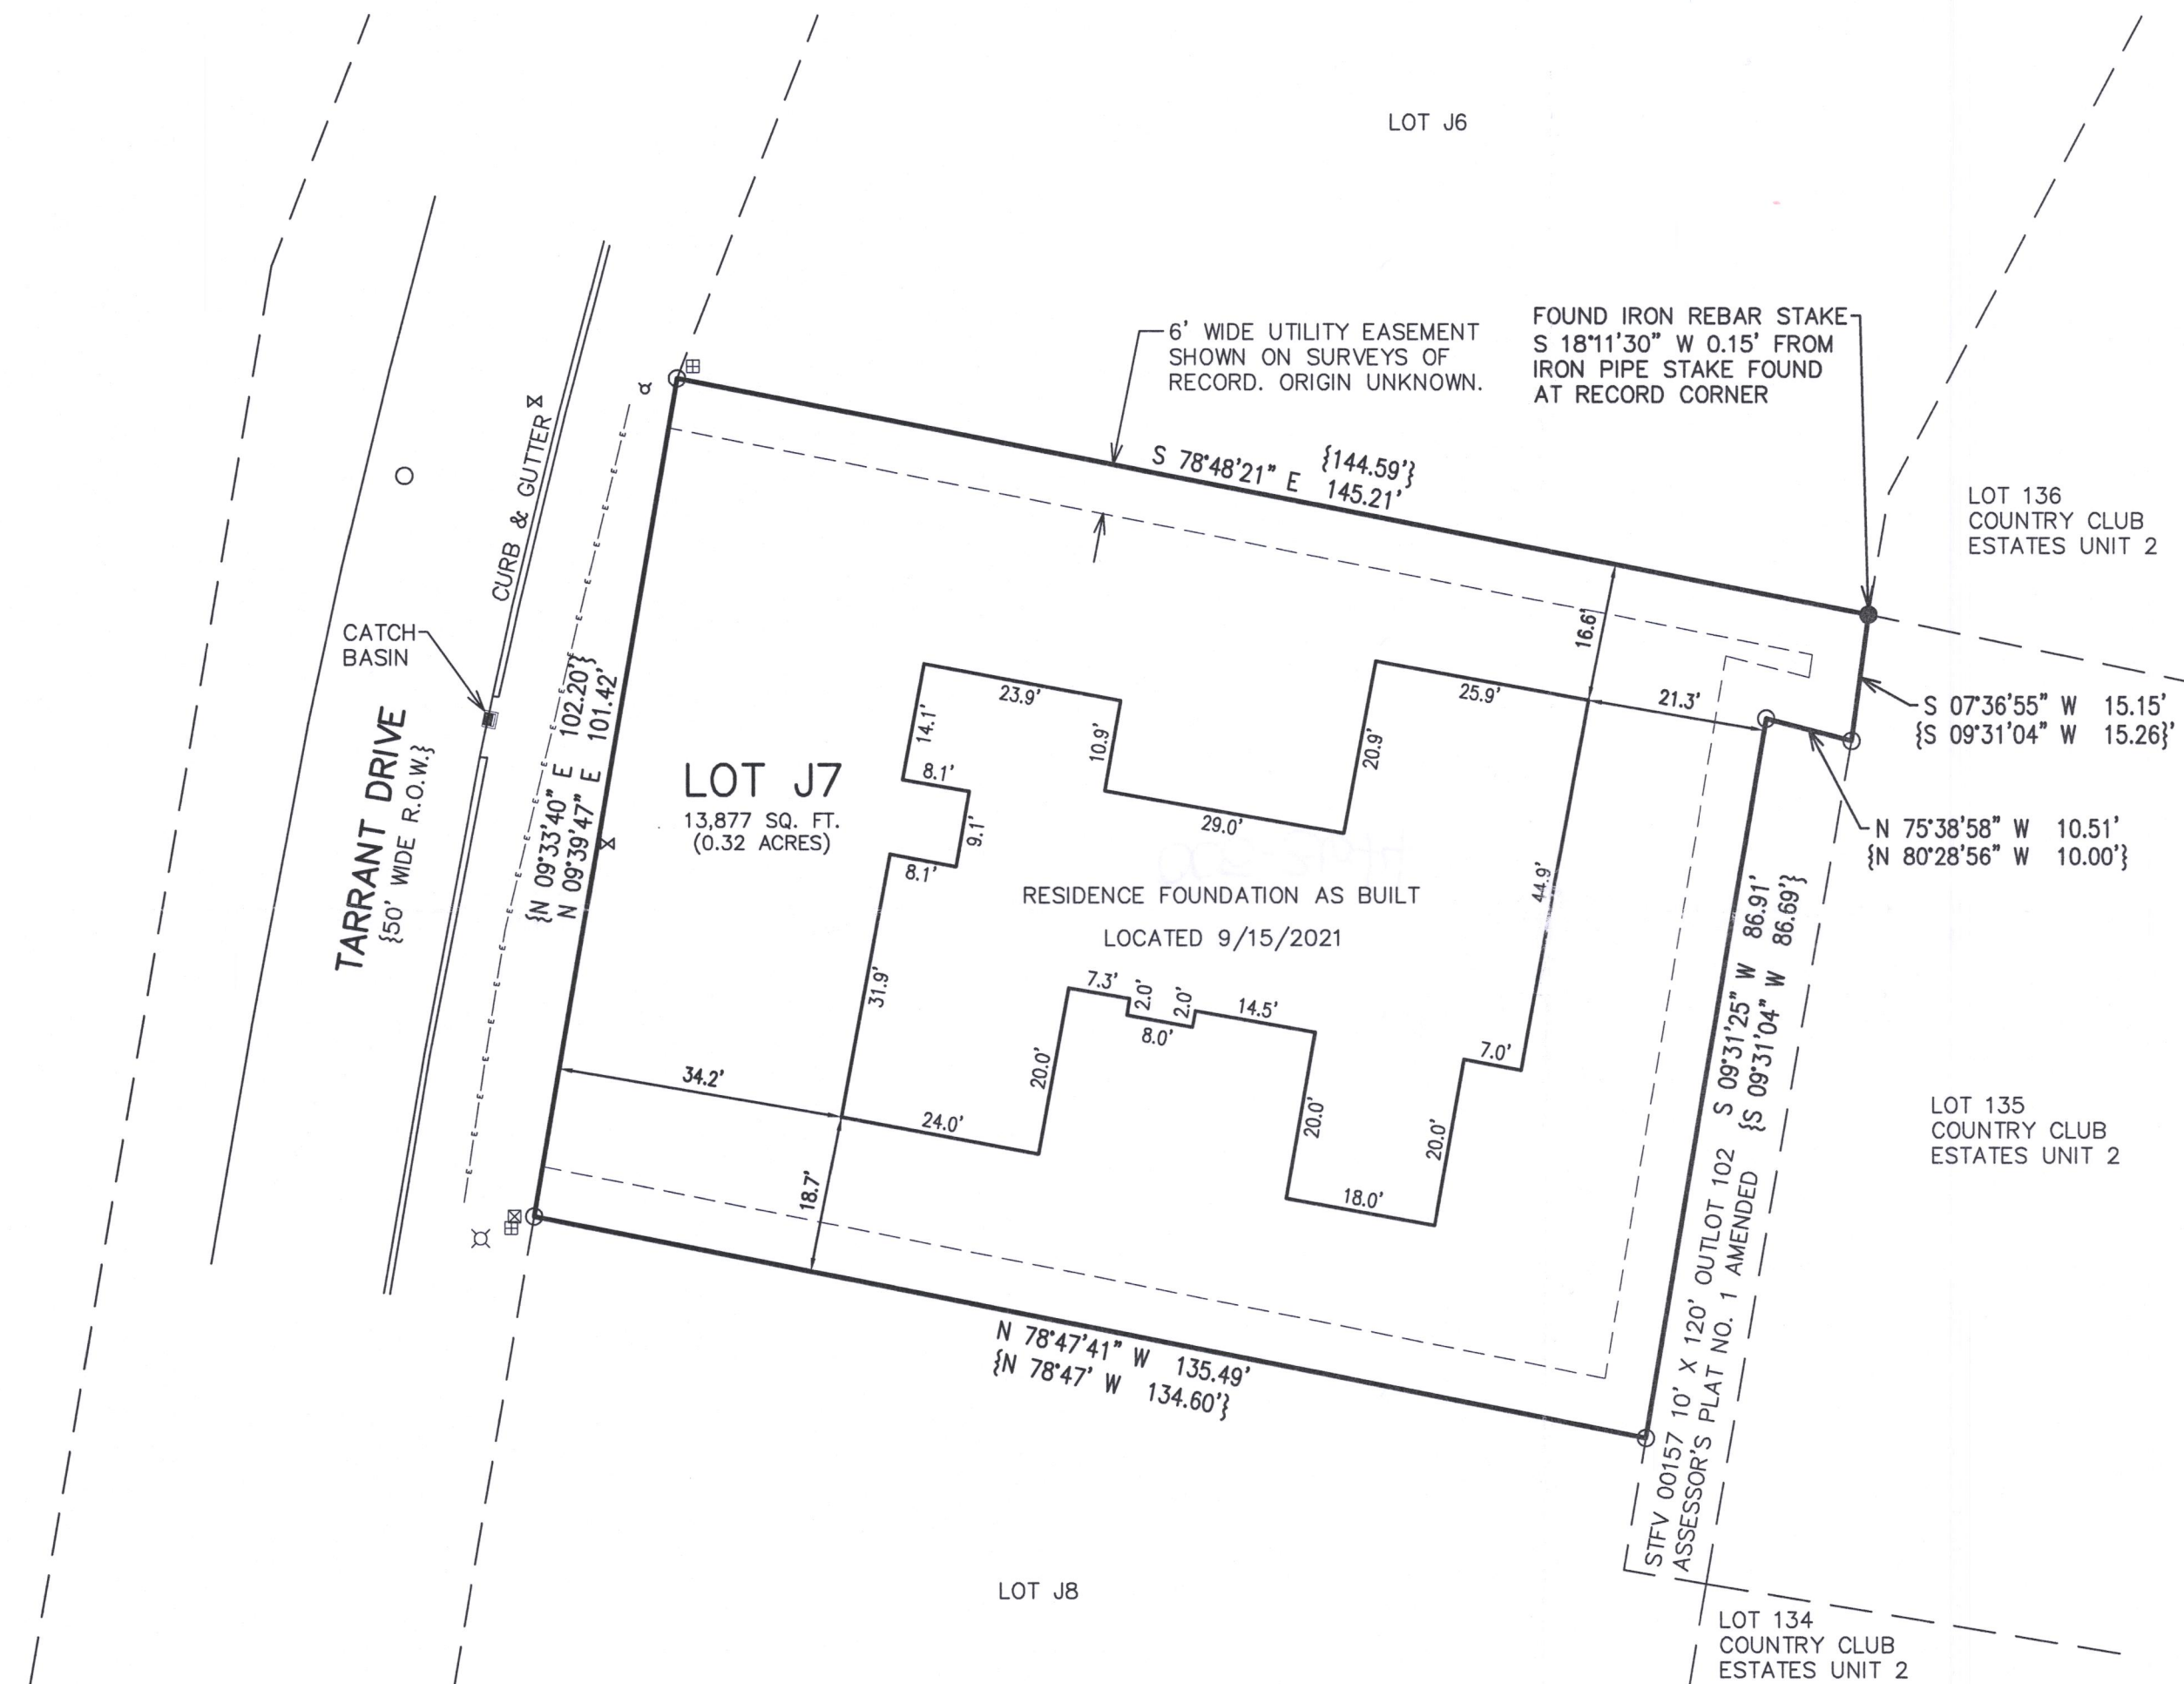 LOT J6
6' WIDE UTILITY EASEMENT
SHOWN ON SURVEYS OF
RECORD. ORIGIN UNKNOWN.
FOUND IRON REBAR STAKE
S 18°11'30" W 0.15' FROM
IRON PIPE STAKE FOUND
AT RECORD CORNER
{144.59'}
S 78°48'21" E 145.21'
LOT 136
COUNTRY CLUB
ESTATES UNIT 2
CURB & GUTTER
CATCH
BASIN
TARRANT DRIVE
{50' WIDE R.O.W.}
{N 09°33'40" E 102.20'}
N 09°39'47" E 101.42'
E E E E E E E E E E E E E E E E E
LOT J7
13,877 SQ. FT.
(0.32 ACRES)
23.9'
14.1'
8.1'
9.1'
8.1'
10.9'
29.0'
20.9'
25.9'
16.6'
21.3'
S 07°36'55" W 15.15'
{S 09°31'04" W 15.26}'
N 75°38'58" W 10.51'
{N 80°28'56" W 10.00'}
RESIDENCE FOUNDATION AS BUILT
LOCATED 9/15/2021
44.9'
31.9'
7.3'
2.0'
2.0'
8.0'
14.5'
20.0'
20.0'
7.0'
20.0'
18.0'
34.2'
24.0'
18.7'
S 09°31'25" W 86.91'
{S 09°31'04" W 86.69'}
STFV 00157 10' X 120' OUTLOT 102
ASSESSOR'S PLAT NO. 1 AMENDED
LOT 135
COUNTRY CLUB
ESTATES UNIT 2
N 78°47'41" W 135.49'
{N 78°47' W 134.60'}
LOT J8
LOT 134
COUNTRY CLUB
ESTATES UNIT 2